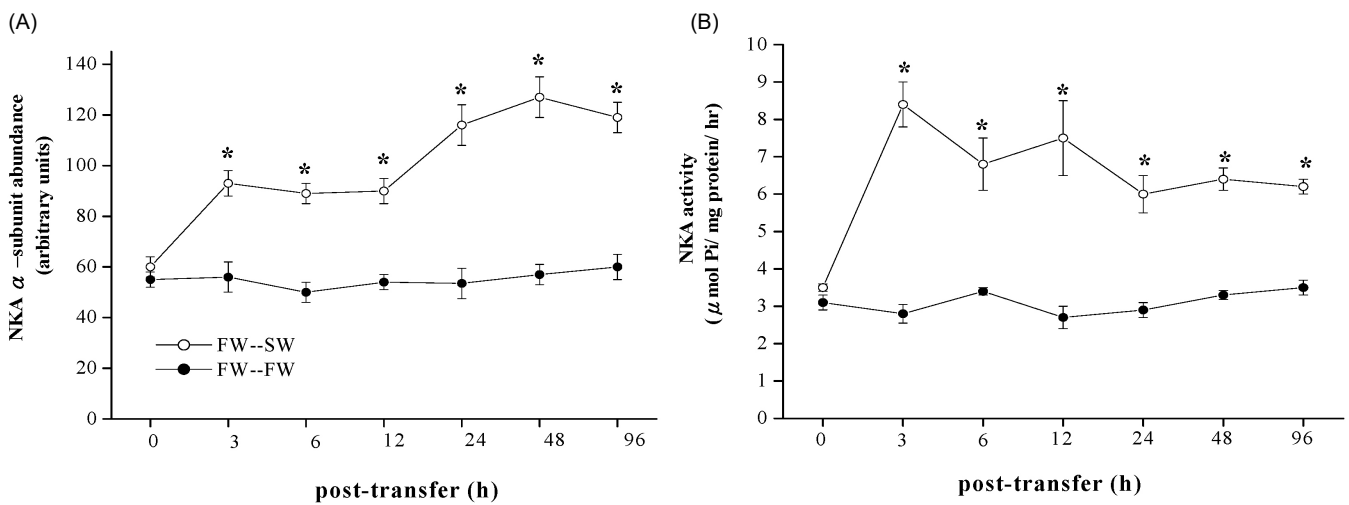 (A)
NKA α –subunit abundance
(arbitrary units)
140
120
100
80
60
40
20
0
* * * * * *
FW--SW
FW--FW
0 3 6 12 24 48 96
post-transfer (h)
(B)
NKA activity
(μ mol Pi/ mg protein/ hr)
10
9
8
7
6
5
4
3
2
1
0
* * * * * *
0 3 6 12 24 48 96
post-transfer (h)